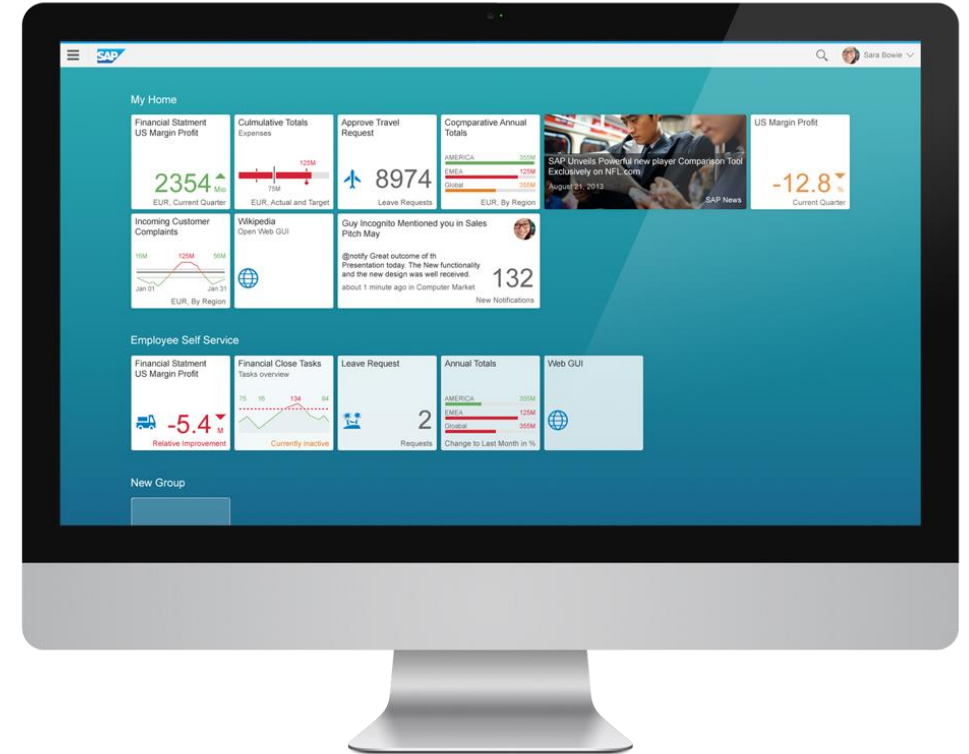 SAP
Sara Bowie
My Home
Financial Statment
US Margin Profit
2354
Mio
EUR, Current Quarter
Culmulative Totals
Expenses
125M
75M
EUR, Actual and Target
Approve Travel
Request
8974
Leave Requests
Coçmparative Annual
Totals
AMERICA 355M
EMEA 125M
Global 355M
EUR, By Region
SAP Unveils Powerful new player Comparison Tool
Exclusively on NFL.com
August 21, 2013
SAP News
US Margin Profit
-12.8
%
Current Quarter
Incoming Customer
Complaints
16M 125M 56M
Jan 01 Jan 31
EUR, By Region
Wikipedia
Open Web GUI
Guy Incognito Mentioned you in Sales
Pitch May
@notify Great outcome of th
Presentation today. The New functionality
and the new design was well received.
about 1 minute ago in Computer Market
132
New Notifications
Employee Self Service
Financial Statment
US Margin Profit
-5.4
M
Relative Improvement
Financial Close Tasks
Tasks overview
75 16 134 84
Currently inactive
Leave Request
2
Requests
Annual Totals
AMERICA 355M
EMEA 125M
Gloabal 355M
Change to Last Month in %
Web GUI
New Group